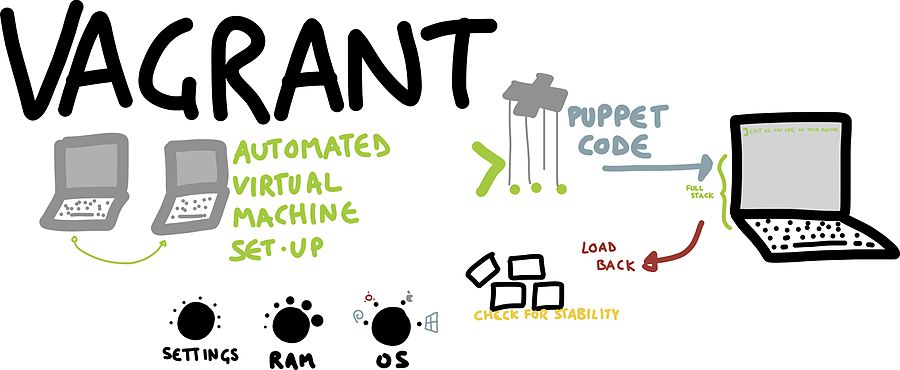 VAGRANT
AUTOMATED
VIRTUAL
MACHINE
SET-UP
PUPPET
CODE
EDIT AS YOU LIKE, ON YOUR MACHINE
FULL
STACK
LOAD
BACK
CHECK FOR STABILITY
SETTINGS
RAM
OS